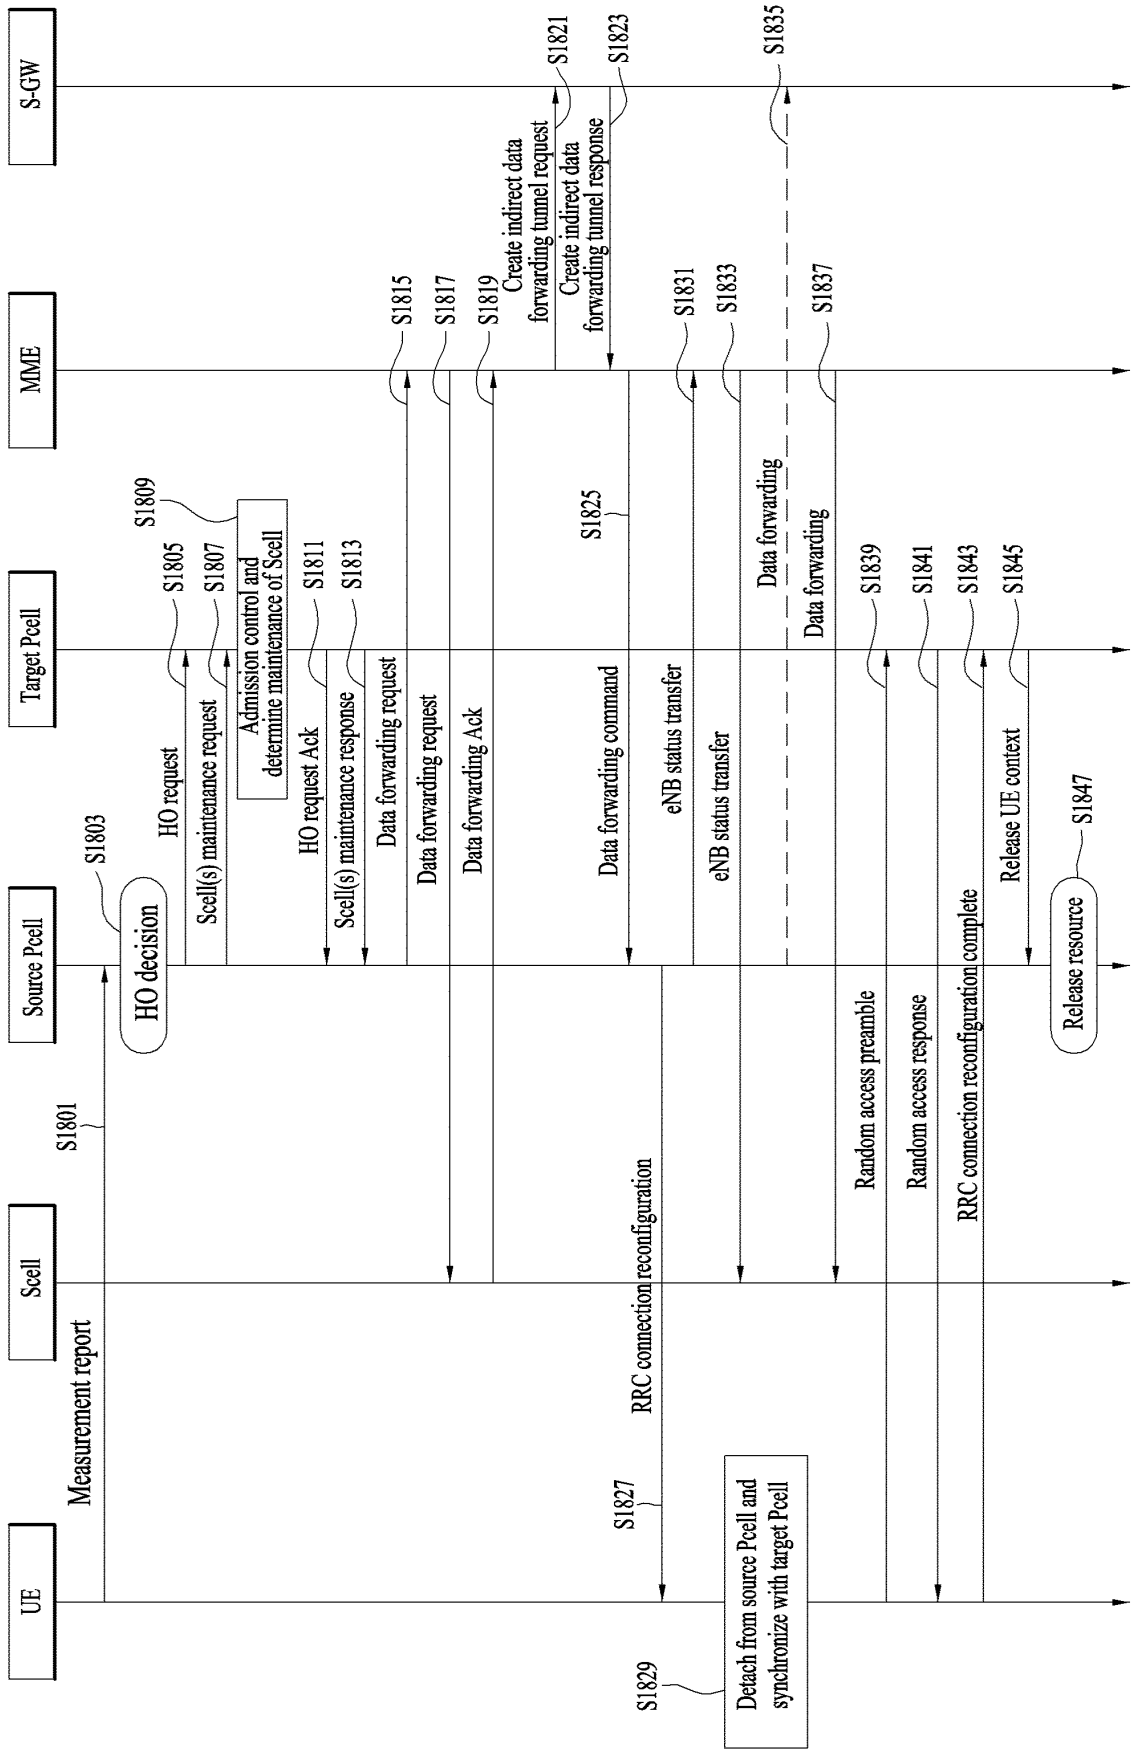 UE
Scell
Source Pcell
Target Pcell
MME
S-GW
Measurement report
S1801
HO decision
S1803
HO request
S1805
Scell(s) maintenance request
S1807
Admission control and
determine maintenance of Scell
S1809
HO request Ack
S1811
Scell(s) maintenance response
S1813
Data forwarding request
S1815
Data forwarding request
S1817
Data forwarding Ack
S1819
Create indirect data
forwarding tunnel request
S1821
Create indirect data
forwarding tunnel response
S1823
Data forwarding command
S1825
RRC connection reconfiguration
S1827
Detach from source Pcell and
synchronize with target Pcell
S1829
eNB status transfer
S1831
eNB status transfer
S1833
Data forwarding
S1835
Data forwarding
S1837
Random access preamble
S1839
Random access response
S1841
RRC connection reconfiguration complete
S1843
Release UE context
S1845
Release resource
S1847